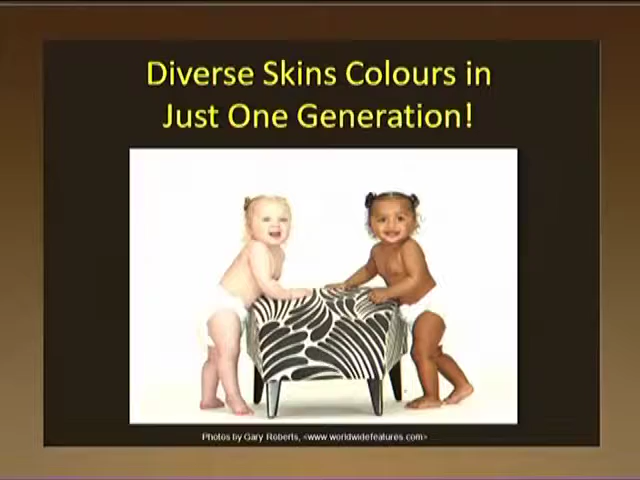 Diverse Skins Colours in
Just One Generation!
Photos by Gary Roberts, <www.worldwidefeatures.com>